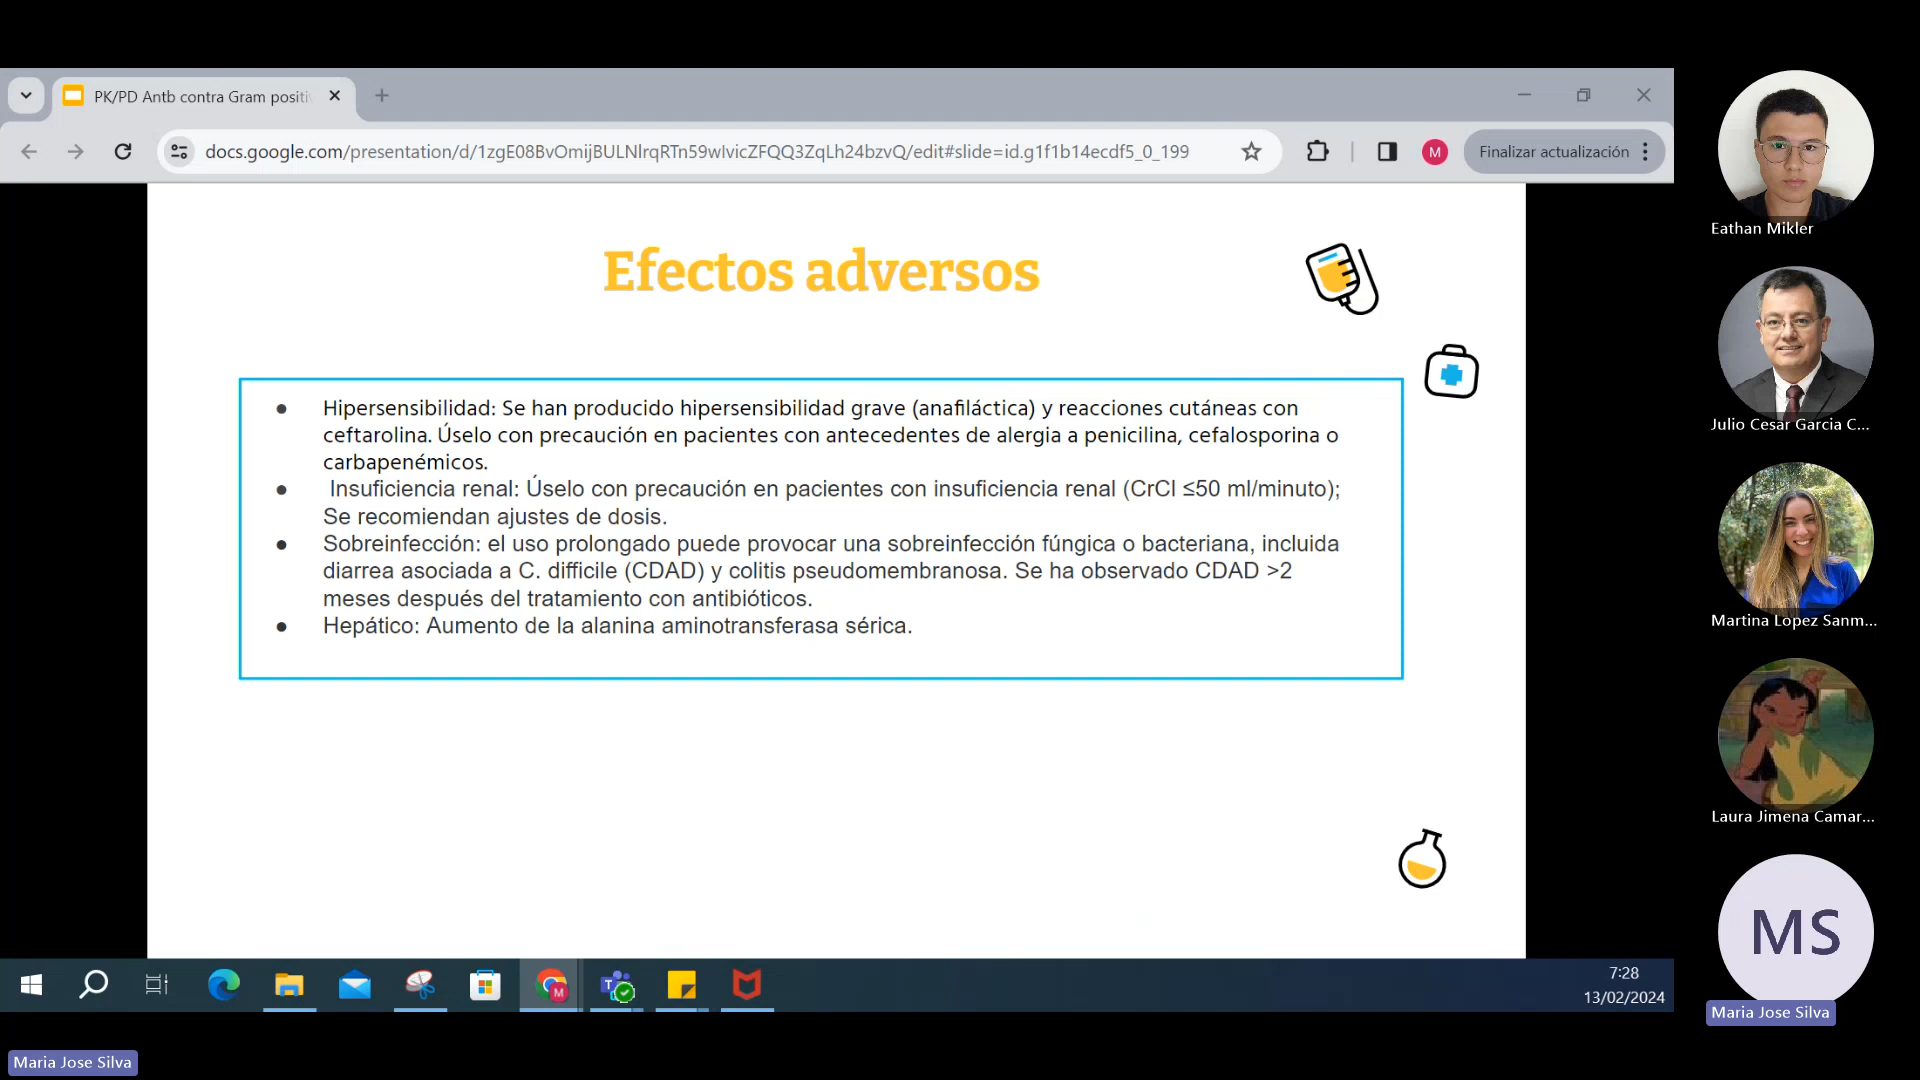 PK/PD Antb contra Gram positi
docs.google.com/presentation/d/1zgE08BvOmijBULNlrqRTn59wIvicZFQQ3ZqLh24bzvQ/edit#slide=id.g1f1b14ecdf5_0_199
M
Finalizar actualización
Efectos adversos
● Hipersensibilidad: Se han producido hipersensibilidad grave (anafiláctica) y reacciones cutáneas con
ceftarolina. Úselo con precaución en pacientes con antecedentes de alergia a penicilina, cefalosporina o
carbapenémicos.
● Insuficiencia renal: Úselo con precaución en pacientes con insuficiencia renal (CrCl ≤50 ml/minuto);
Se recomiendan ajustes de dosis.
● Sobreinfección: el uso prolongado puede provocar una sobreinfección fúngica o bacteriana, incluida
diarrea asociada a C. difficile (CDAD) y colitis pseudomembranosa. Se ha observado CDAD >2
meses después del tratamiento con antibióticos.
● Hepático: Aumento de la alanina aminotransferasa sérica.
Eathan Mikler
Julio Cesar Garcia C...
Martina Lopez Sanm...
Laura Jimena Camar...
MS
Maria Jose Silva
M
T
7:28
13/02/2024
Maria Jose Silva